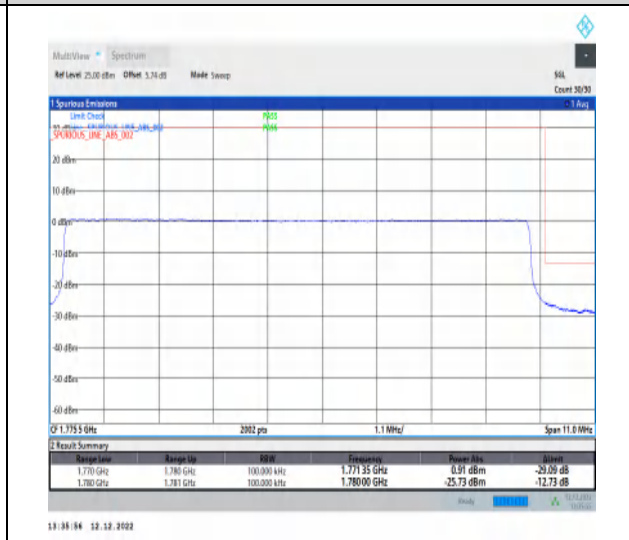 MultiView Spectrum
Ref Level 25.00 dBm Offset 5.74 dB Mode Sweep SGL
Count 30/30
1 Spurious Emissions 1 Avg
Limit Check PASS
_SPURIOUS_LINE_ABS_002 PASS
20 dBm
10 dBm
0 dBm
-10 dBm
-20 dBm
-30 dBm
-40 dBm
-50 dBm
-60 dBm
CF 1.7755 GHz 2002 pts 1.1 MHz/ Span 11.0 MHz
2 Result Summary
Range Low Range Up RBW Frequency Power Abs ΔLimit
1.770 GHz 1.780 GHz 100.000 kHz 1.77135 GHz 0.91 dBm -29.09 dB
1.780 GHz 1.781 GHz 100.000 kHz 1.78000 GHz -25.73 dBm -12.73 dB
Ready
13:35:56 12.12.2022